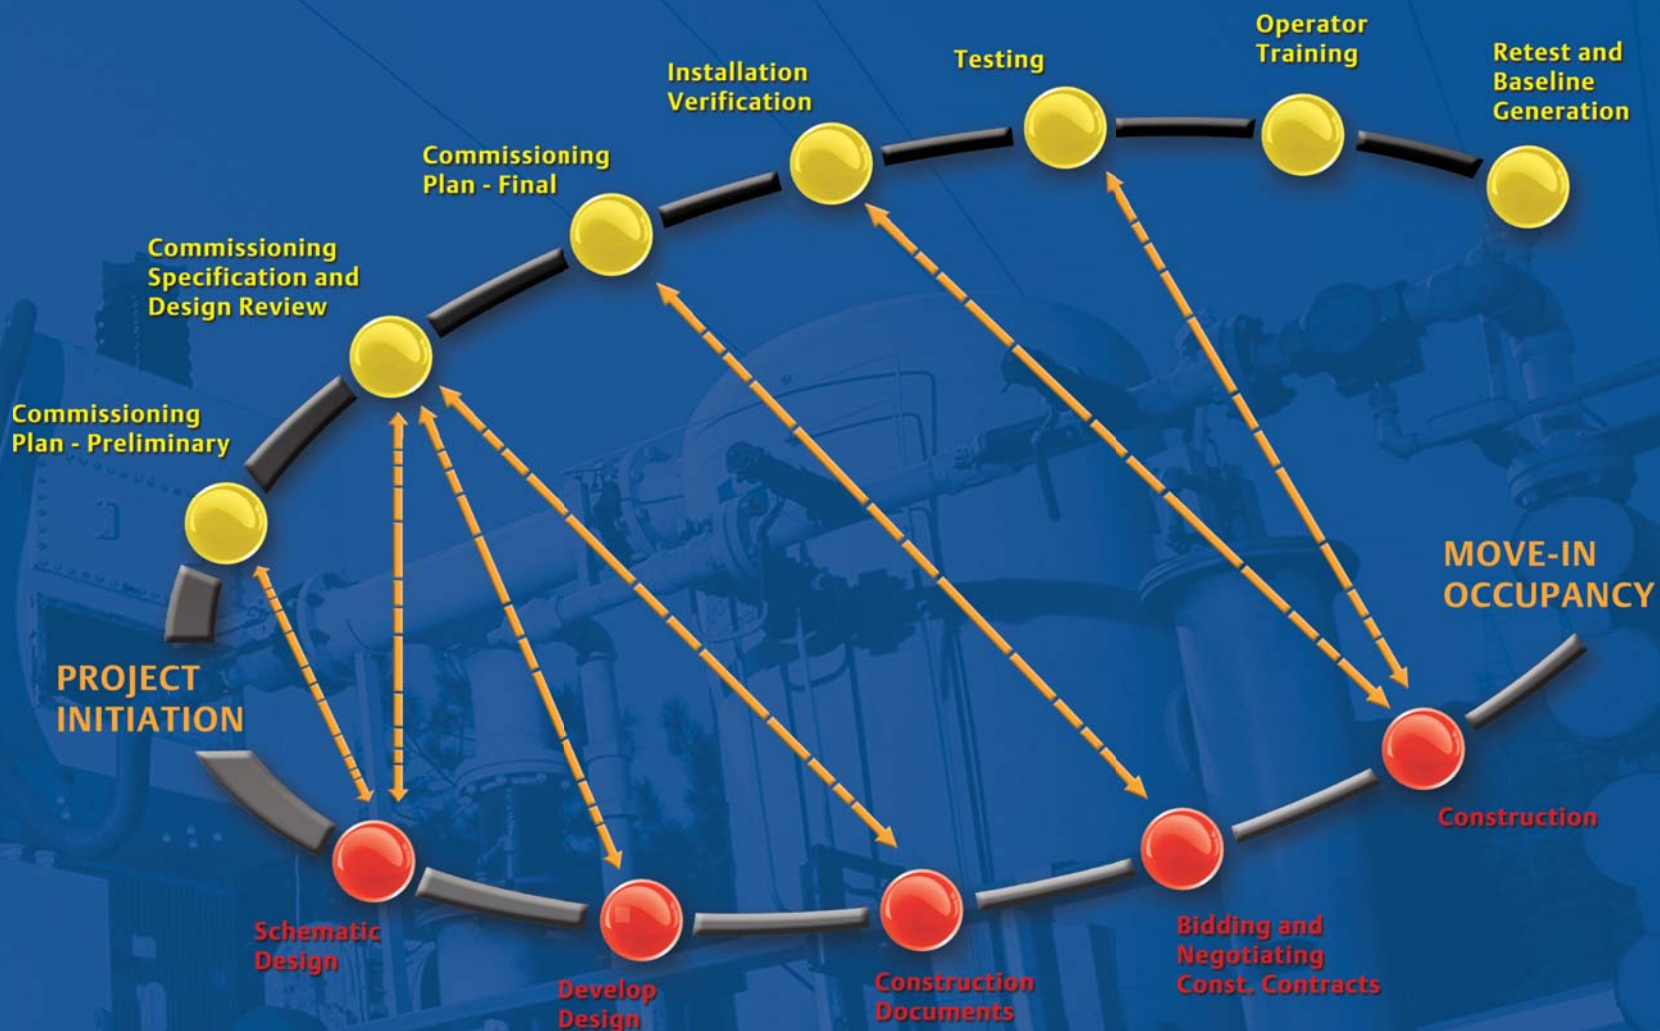 Operator
Training
Testing
Retest and
Baseline
Generation
Installation
Verification
Commissioning
Plan - Final
Commissioning
Specification and
Design Review
Commissioning
Plan - Preliminary
PROJECT
INITIATION
MOVE-IN
OCCUPANCY
Schematic
Design
Develop
Design
Construction
Documents
Bidding and
Negotiating
Const. Contracts
Construction